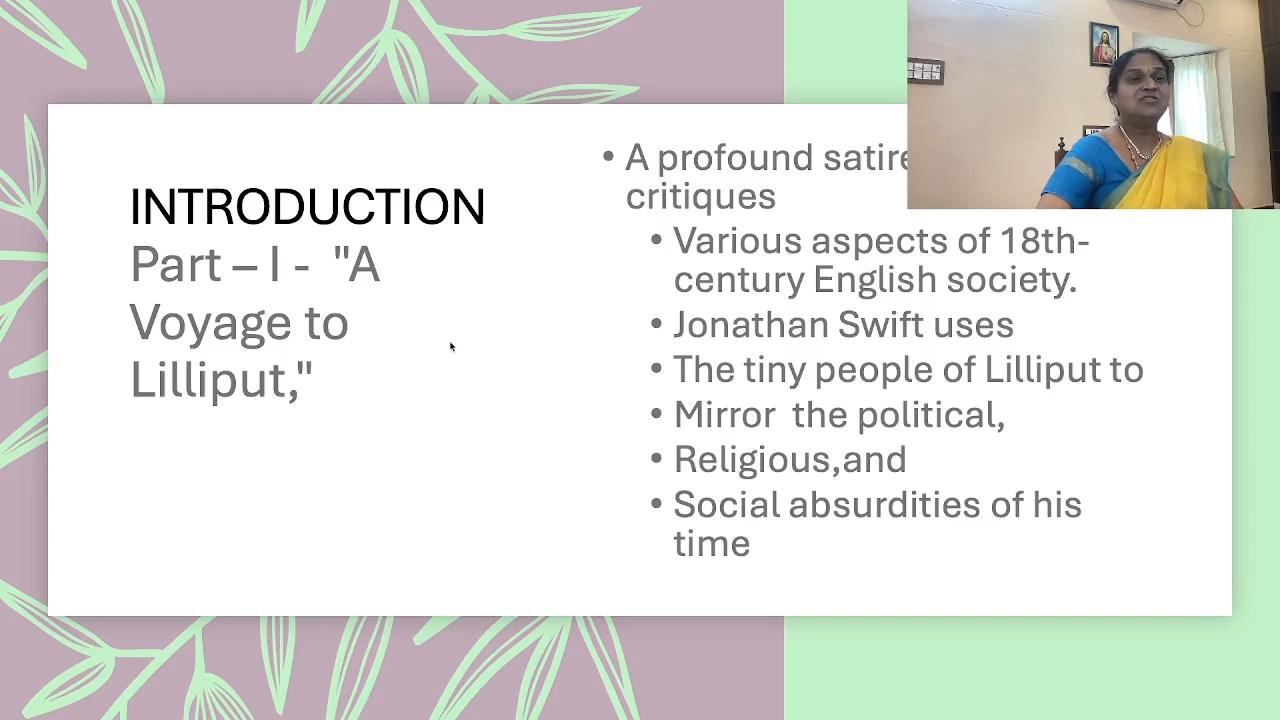 INTRODUCTION
Part – I - "A
Voyage to
Lilliput,"
• A profound satire
critiques
• Various aspects of 18th-
century English society.
• Jonathan Swift uses
• The tiny people of Lilliput to
• Mirror  the political,
• Religious,and
• Social absurdities of his
time